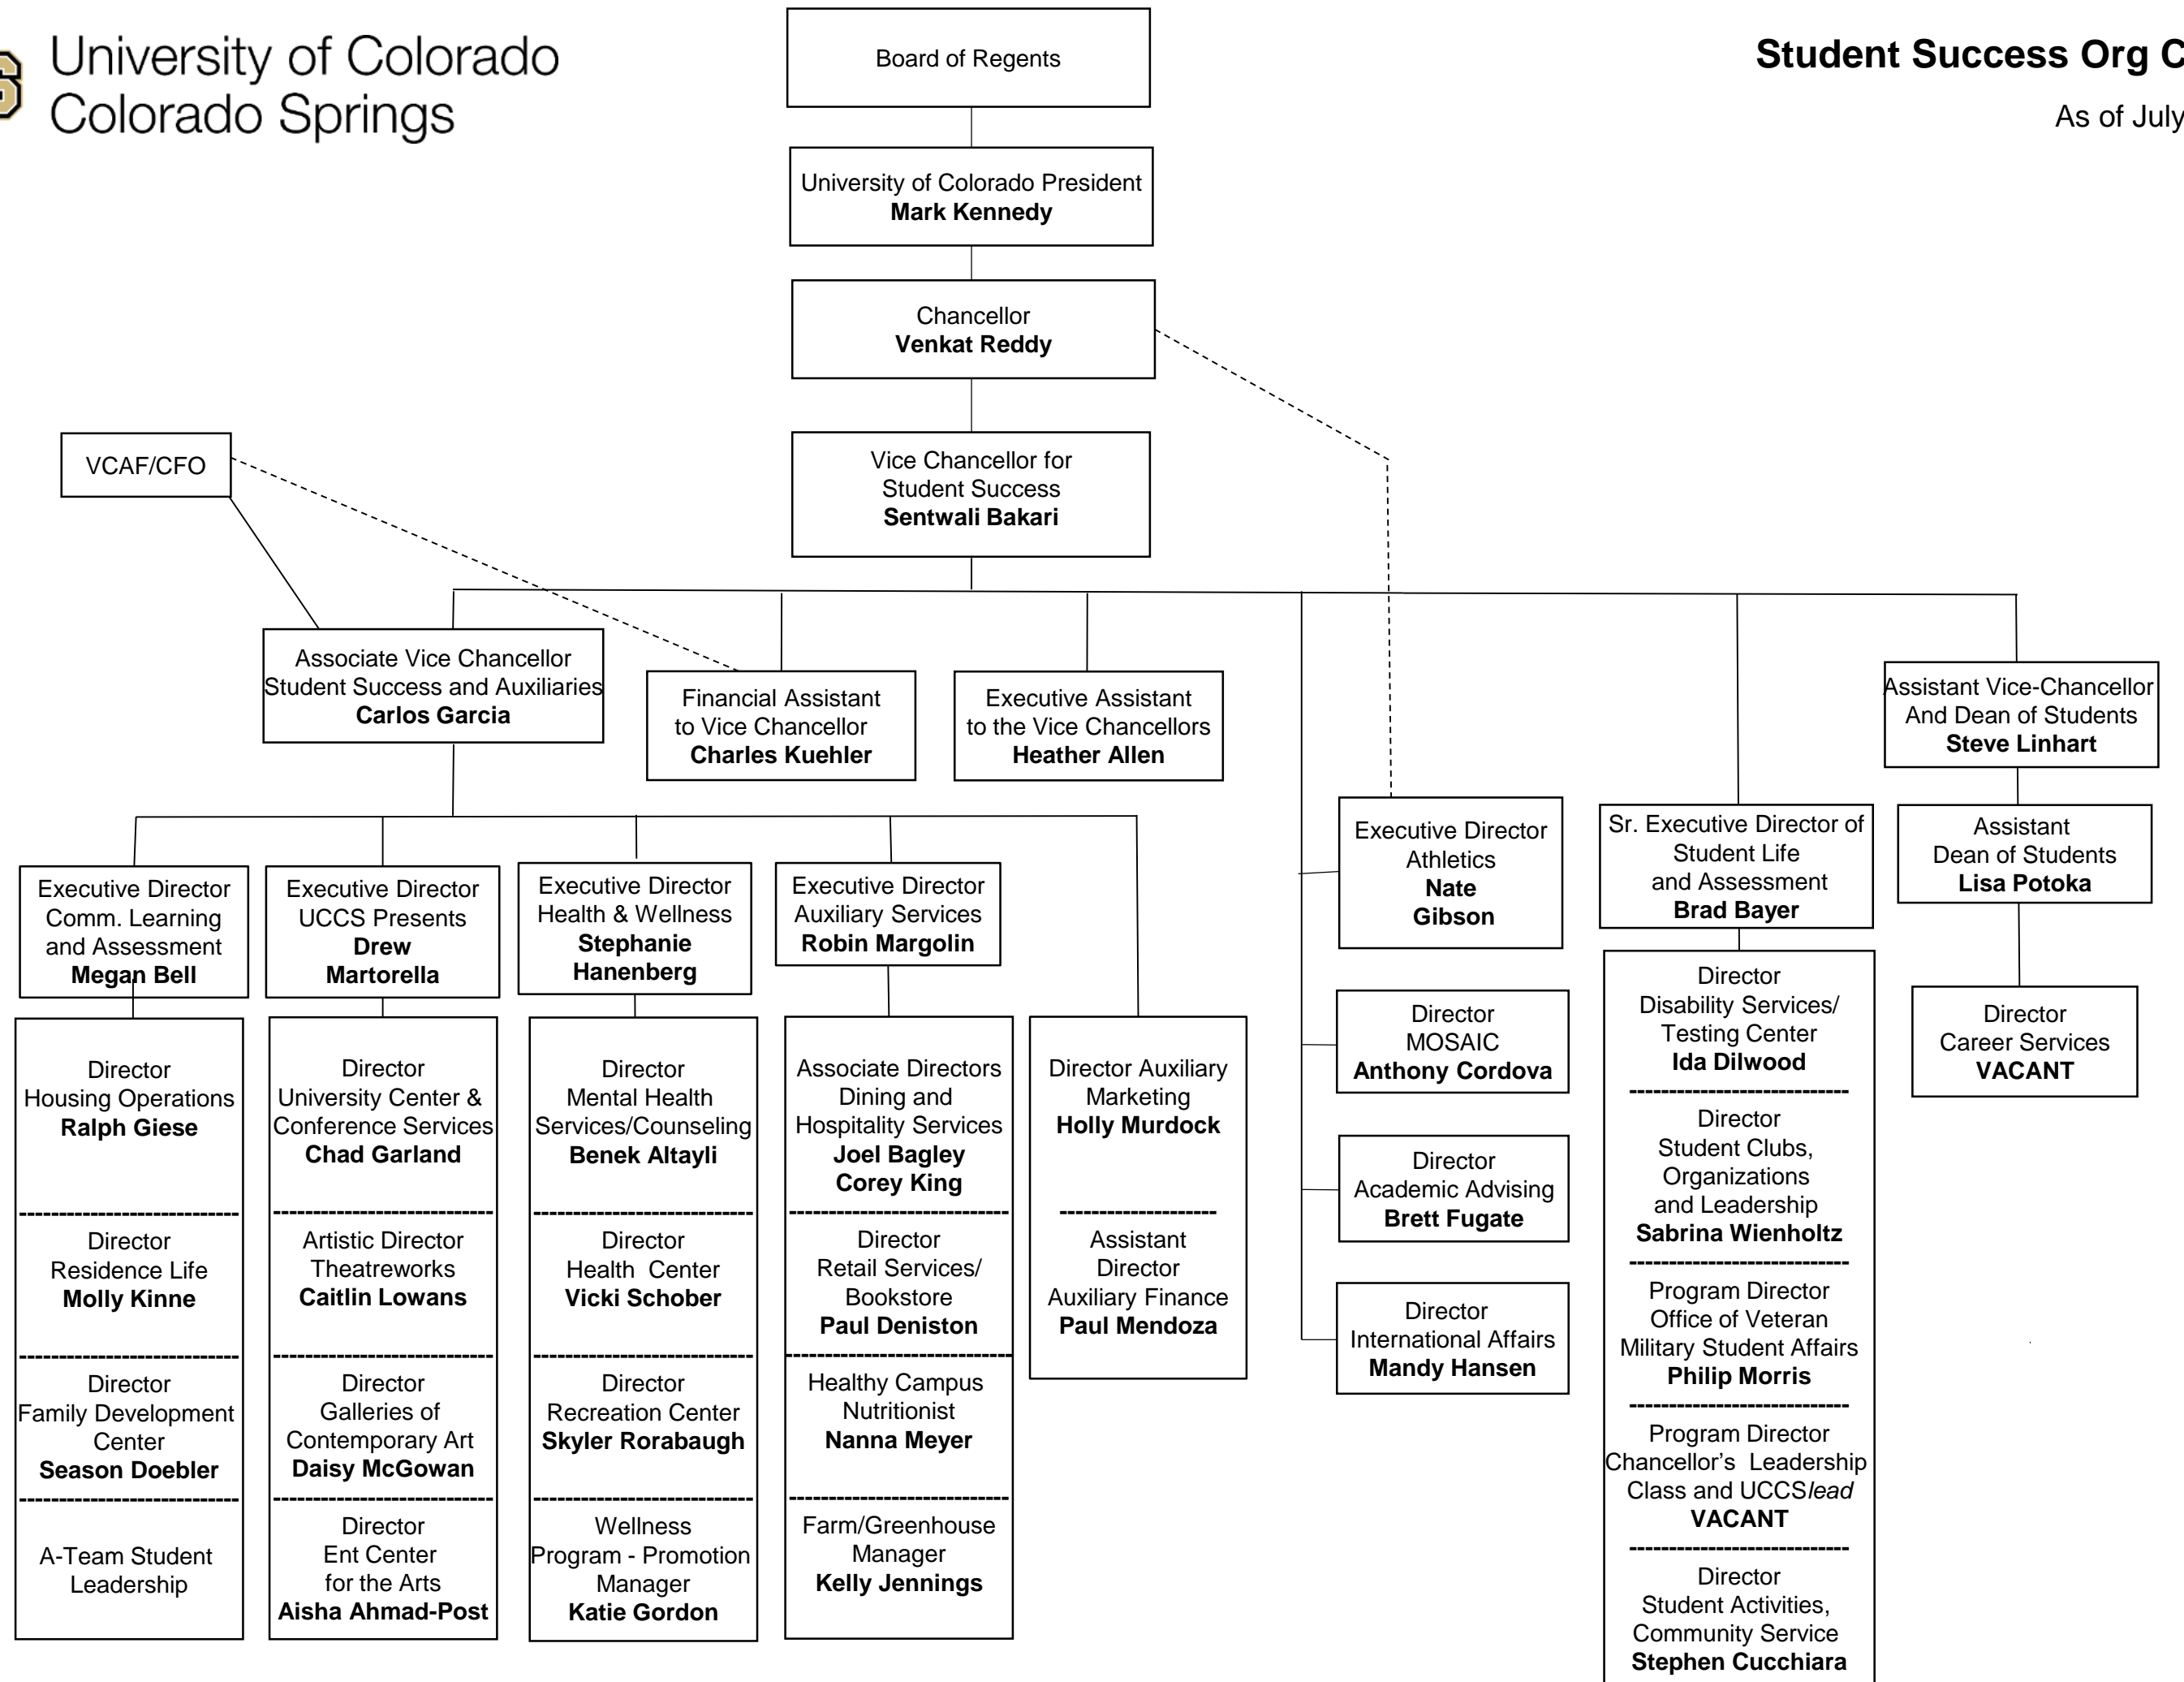 University of Colorado
Colorado Springs
Student Success Org C
As of July
Board of Regents
University of Colorado President
Mark Kennedy
Chancellor
Venkat Reddy
VCAF/CFO
Vice Chancellor for
Student Success
Sentwali Bakari
Associate Vice Chancellor
Student Success and Auxiliaries
Carlos Garcia
Financial Assistant
to Vice Chancellor
Charles Kuehler
Executive Assistant
to the Vice Chancellors
Heather Allen
Assistant Vice-Chancellor
And Dean of Students
Steve Linhart
Executive Director
Comm. Learning
and Assessment
Megan Bell
Executive Director
UCCS Presents
Drew
Martorella
Executive Director
Health & Wellness
Stephanie
Hanenberg
Executive Director
Auxiliary Services
Robin Margolin
Executive Director
Athletics
Nate
Gibson
Sr. Executive Director of
Student Life
and Assessment
Brad Bayer
Assistant
Dean of Students
Lisa Potoka
Director
Housing Operations
Ralph Giese
Director
Residence Life
Molly Kinne
Director
Family Development
Center
Season Doebler
A-Team Student
Leadership
Director
University Center &
Conference Services
Chad Garland
Artistic Director
Theatreworks
Caitlin Lowans
Director
Galleries of
Contemporary Art
Daisy McGowan
Director
Ent Center
for the Arts
Aisha Ahmad-Post
Director
Mental Health
Services/Counseling
Benek Altayli
Director
Health  Center
Vicki Schober
Director
Recreation Center
Skyler Rorabaugh
Wellness
Program - Promotion
Manager
Katie Gordon
Associate Directors
Dining and
Hospitality Services
Joel Bagley
Corey King
Director
Retail Services/
Bookstore
Paul Deniston
Healthy Campus
Nutritionist
Nanna Meyer
Farm/Greenhouse
Manager
Kelly Jennings
Director Auxiliary
Marketing
Holly Murdock
Assistant
Director
Auxiliary Finance
Paul Mendoza
Director
MOSAIC
Anthony Cordova
Director
Academic Advising
Brett Fugate
Director
International Affairs
Mandy Hansen
Director
Disability Services/
Testing Center
Ida Dilwood
Director
Student Clubs,
Organizations
and Leadership
Sabrina Wienholtz
Program Director
Office of Veteran
Military Student Affairs
Philip Morris
Program Director
Chancellor’s  Leadership
Class and UCCSlead
VACANT
Director
Student Activities,
Community Service
Stephen Cucchiara
Director
Career Services
VACANT